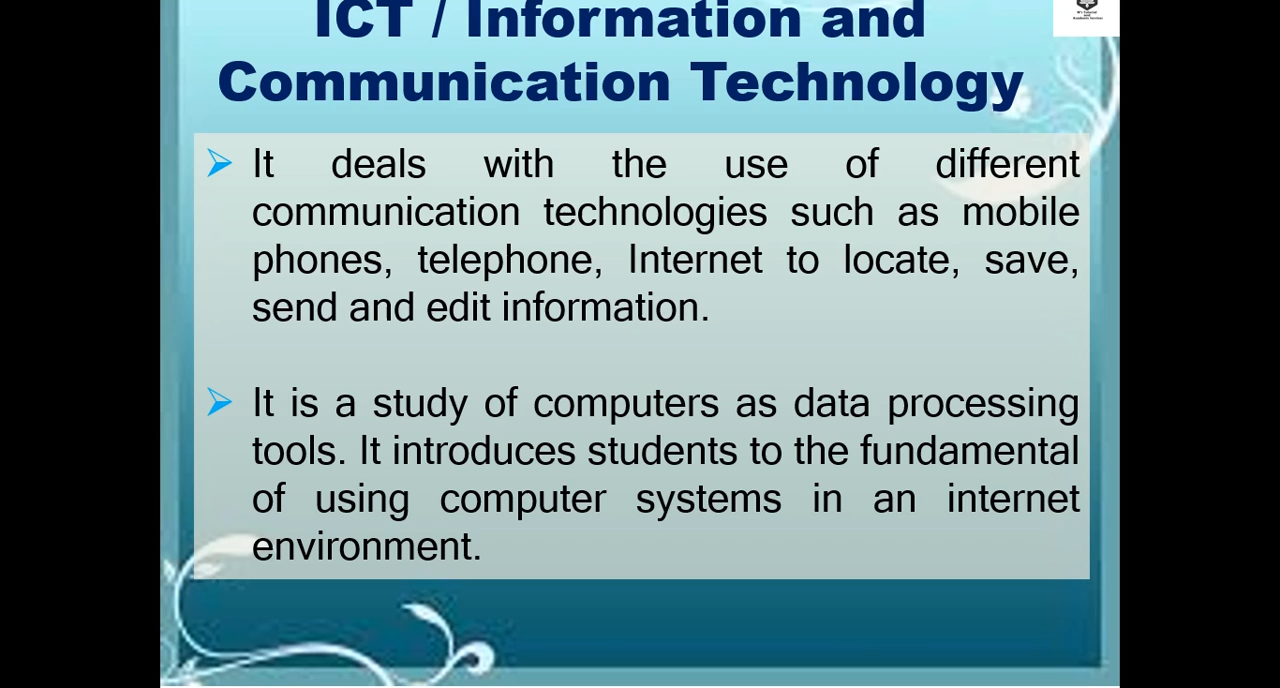 ICT / Information and
Communication Technology
It deals with the use of different
communication technologies such as mobile
phones, telephone, Internet to locate, save,
send and edit information.
It is a study of computers as data processing
tools. It introduces students to the fundamental
of using computer systems in an internet
environment.